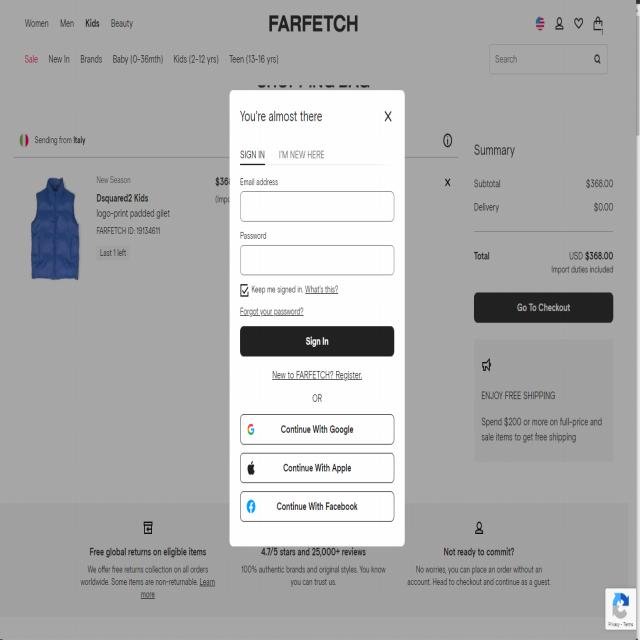 Women Men Kids Beauty
FARFETCH
1
Sale New In Brands Baby (0-36mth) Kids (2-12 yrs) Teen (13-16 yrs)
Search
SHOPPING BAG
You're almost there
Sending from Italy
SIGN IN I'M NEW HERE
Summary
New Season
$368
Email address
Subtotal $368.00
Dsquared2 Kids
(Impo
logo-print padded gilet
Delivery $0.00
FARFETCH ID: 19134611
Password
Last 1 left
Total USD $368.00
Import duties included
Keep me signed in. What's this?
Forgot your password?
Go To Checkout
Sign In
New to FARFETCH? Register.
OR
ENJOY FREE SHIPPING
Spend $200 or more on full-price and
sale items to get free shipping
Continue With Google
Continue With Apple
Continue With Facebook
Free global returns on eligible items
We offer free returns collection on all orders
worldwide. Some items are non-returnable. Learn
more
4.7/5 stars and 25,000+ reviews
100% authentic brands and original styles. You know
you can trust us.
Not ready to commit?
No worries, you can place an order without an
account. Head to checkout and continue as a guest.
Privacy - Terms